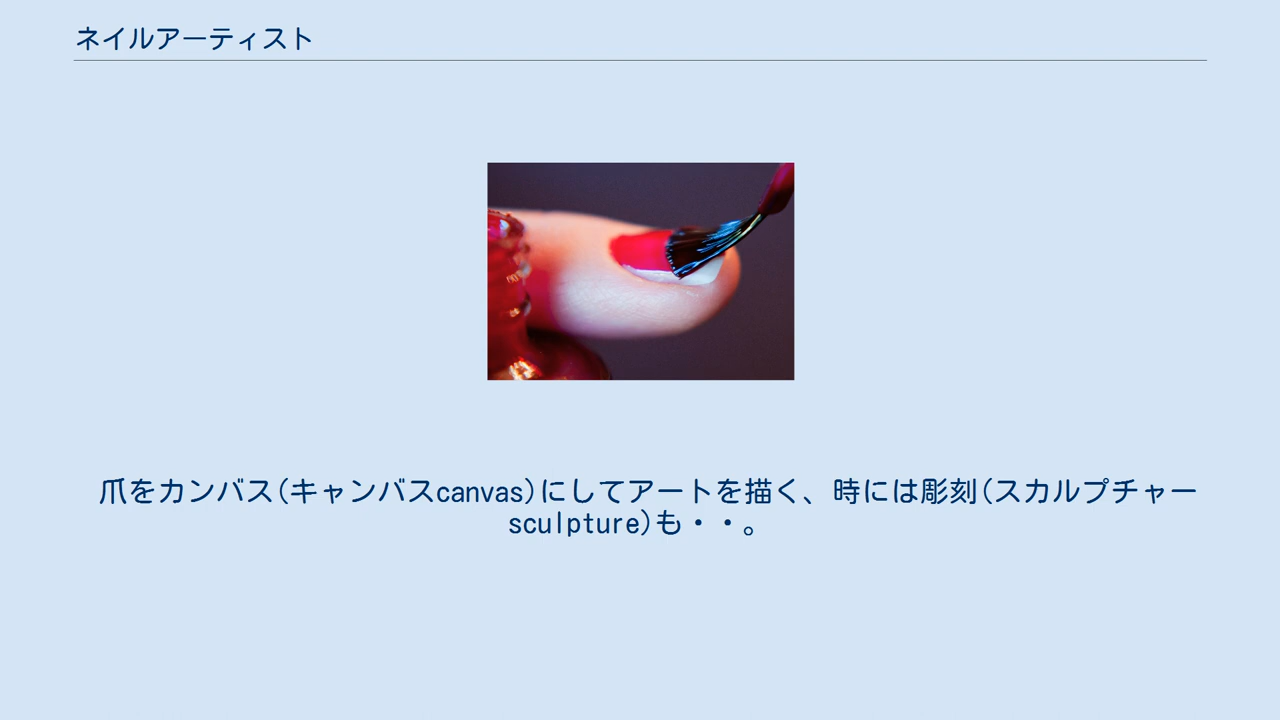 ネイルアーティスト
爪をカンバス(キャンバスcanvas)にしてアートを描く、時には彫刻(スカルプチャー
sculpture)も・・。